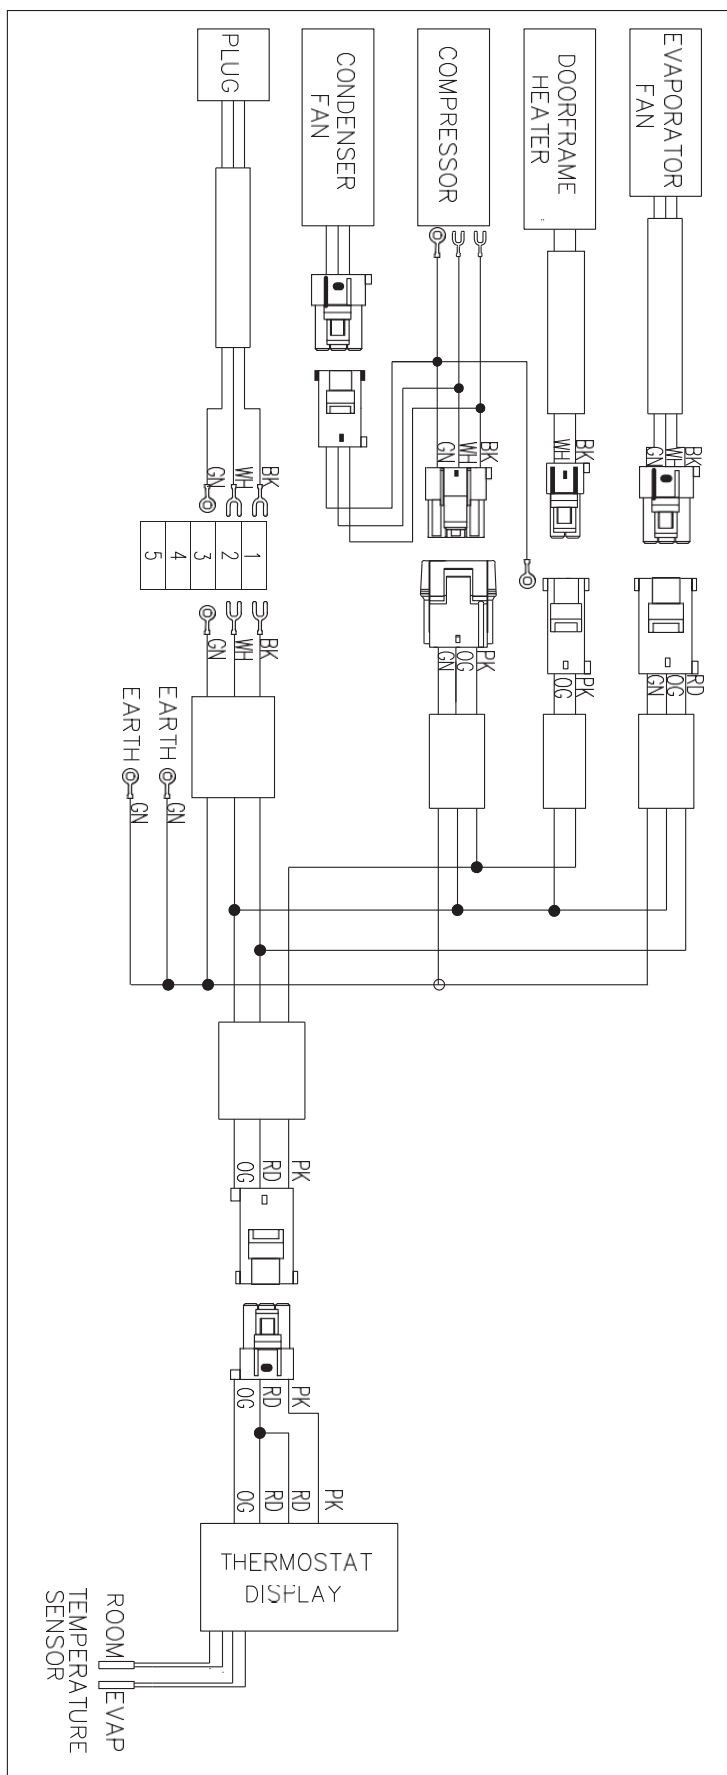 PLUG
CONDENSER
FAN
COMPRESSOR
DOORFRAME
HEATER
EVAPORATOR
FAN
GN
WH
BK
GN
WH
BK
WH
BK
GN
WH
BK
5
4
3
2
1
GN
WH
BK
GN
OG
PK
OG
PK
GN
OG
RD
EARTH
EARTH
GN
GN
OG
RD
PK
OG
RD
PK
OG
RD
RD
PK
THERMOSTAT
DISPLAY
ROOM
EVAP
TEMPERATURE
SENSOR